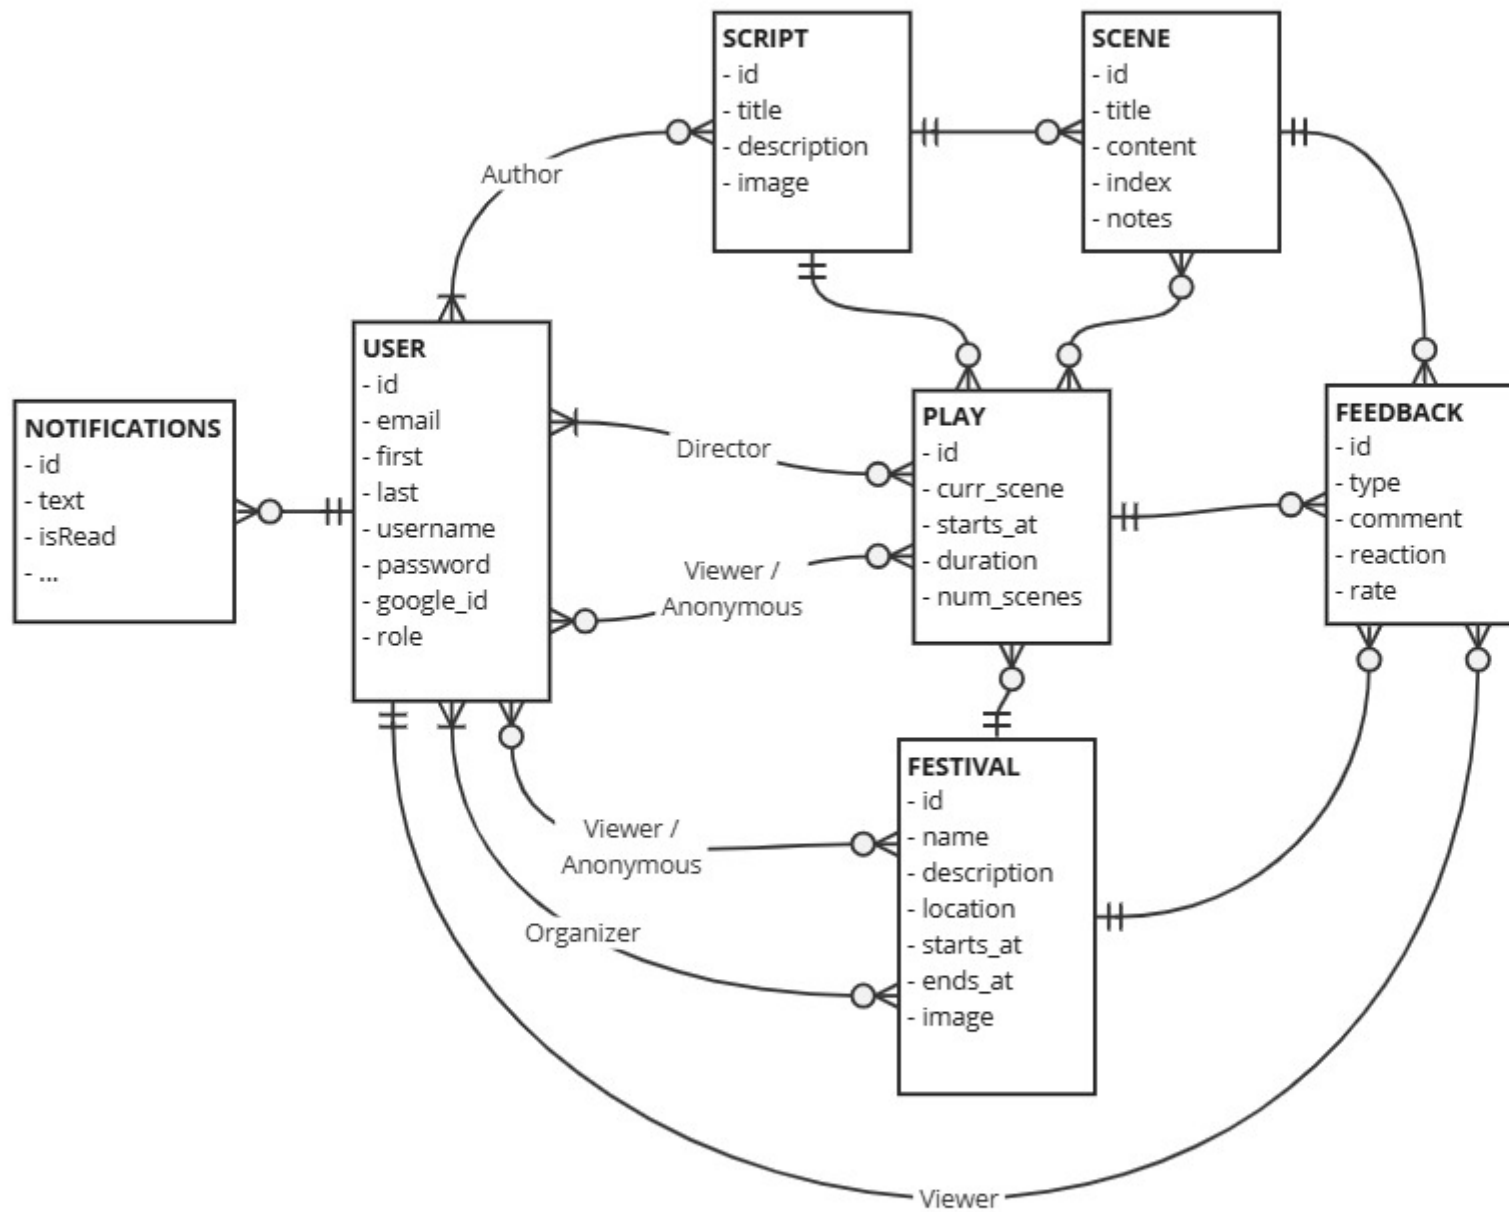 SCRIPT
- id
- title
- description
- image
SCENE
- id
- title
- content
- index
- notes
Author
USER
- id
- email
- first
- last
- username
- password
- google_id
- role
NOTIFICATIONS
- id
- text
- isRead
- ...
Director
Viewer /
Anonymous
PLAY
- id
- curr_scene
- starts_at
- duration
- num_scenes
FEEDBACK
- id
- type
- comment
- reaction
- rate
Viewer /
Anonymous
Organizer
FESTIVAL
- id
- name
- description
- location
- starts_at
- ends_at
- image
Viewer